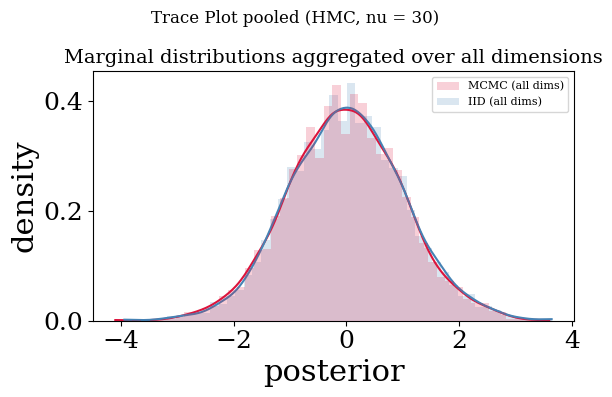 Trace Plot pooled (HMC, nu = 30)
Marginal distributions aggregated over all dimensions
MCMC (all dims)
IID (all dims)
density
0.4
0.2
0.0
−4
−2
0
2
4
posterior